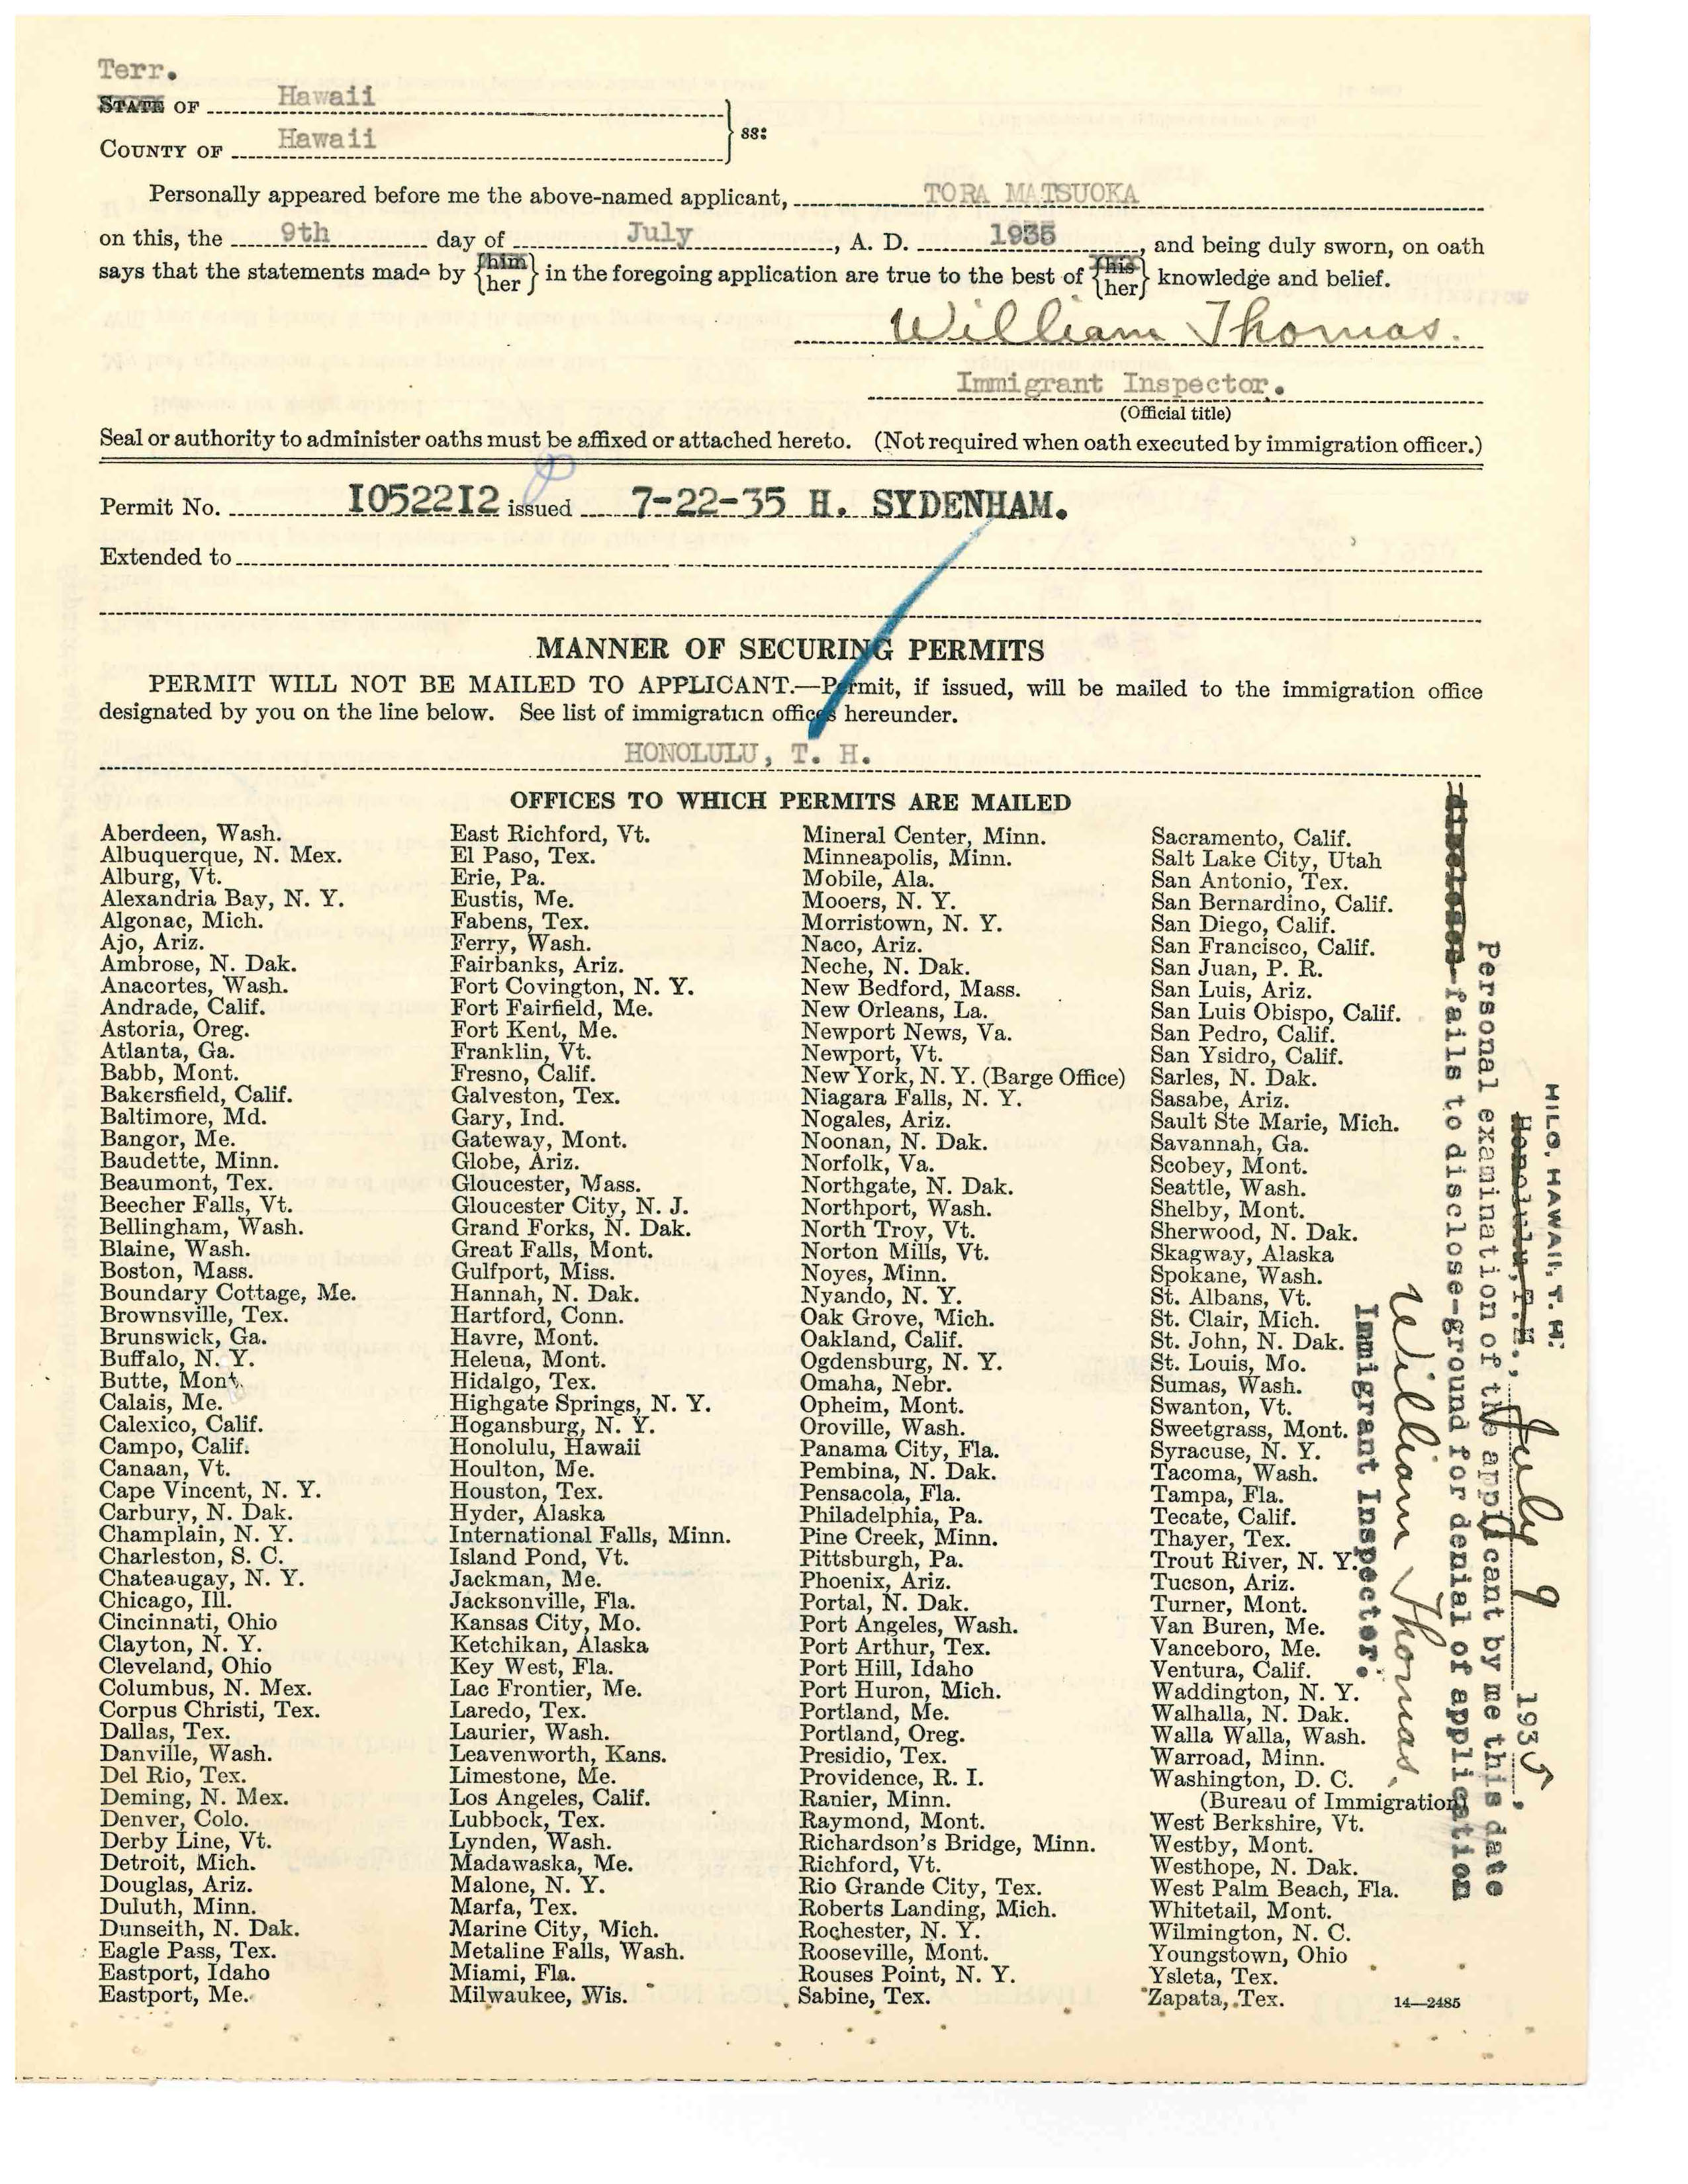 Terr.
STATE OF Hawaii
COUNTY OF Hawaii
ss:
Personally appeared before me the above-named applicant, TORA MATSUOKA
on this, the 9th day of July, A. D. 1935, and being duly sworn, on oath
says that the statements made by {him her} in the foregoing application are true to the best of {his her} knowledge and belief.
William Thomas.
Immigrant Inspector.
(Official title)
Seal or authority to administer oaths must be affixed or attached hereto. (Not required when oath executed by immigration officer.)
Permit No. I0522I2 issued 7-22-35 H. SYDENHAM.
Extended to
MANNER OF SECURING PERMITS
PERMIT WILL NOT BE MAILED TO APPLICANT.—Permit, if issued, will be mailed to the immigration office
designated by you on the line below. See list of immigration offices hereunder.
HONOLULU, T. H.
OFFICES TO WHICH PERMITS ARE MAILED
Aberdeen, Wash.
Albuquerque, N. Mex.
Alburg, Vt.
Alexandria Bay, N. Y.
Algonac, Mich.
Ajo, Ariz.
Ambrose, N. Dak.
Anacortes, Wash.
Andrade, Calif.
Astoria, Oreg.
Atlanta, Ga.
Babb, Mont.
Bakersfield, Calif.
Baltimore, Md.
Bangor, Me.
Baudette, Minn.
Beaumont, Tex.
Beecher Falls, Vt.
Bellingham, Wash.
Blaine, Wash.
Boston, Mass.
Boundary Cottage, Me.
Brownsville, Tex.
Brunswick, Ga.
Buffalo, N. Y.
Butte, Mont.
Calais, Me.
Calexico, Calif.
Campo, Calif.
Canaan, Vt.
Cape Vincent, N. Y.
Carbury, N. Dak.
Champlain, N. Y.
Charleston, S. C.
Chateaugay, N. Y.
Chicago, Ill.
Cincinnati, Ohio
Clayton, N. Y.
Cleveland, Ohio
Columbus, N. Mex.
Corpus Christi, Tex.
Dallas, Tex.
Danville, Wash.
Del Rio, Tex.
Deming, N. Mex.
Denver, Colo.
Derby Line, Vt.
Detroit, Mich.
Douglas, Ariz.
Duluth, Minn.
Dunseith, N. Dak.
Eagle Pass, Tex.
Eastport, Idaho
Eastport, Me.
East Richford, Vt.
El Paso, Tex.
Erie, Pa.
Eustis, Me.
Fabens, Tex.
Ferry, Wash.
Fairbanks, Ariz.
Fort Covington, N. Y.
Fort Fairfield, Me.
Fort Kent, Me.
Franklin, Vt.
Fresno, Calif.
Galveston, Tex.
Gary, Ind.
Gateway, Mont.
Globe, Ariz.
Gloucester, Mass.
Gloucester City, N. J.
Grand Forks, N. Dak.
Great Falls, Mont.
Gulfport, Miss.
Hannah, N. Dak.
Hartford, Conn.
Havre, Mont.
Helena, Mont.
Hidalgo, Tex.
Highgate Springs, N. Y.
Hogansburg, N. Y.
Honolulu, Hawaii
Houlton, Me.
Houston, Tex.
Hyder, Alaska
International Falls, Minn.
Island Pond, Vt.
Jackman, Me.
Jacksonville, Fla.
Kansas City, Mo.
Ketchikan, Alaska
Key West, Fla.
Lac Frontier, Me.
Laredo, Tex.
Laurier, Wash.
Leavenworth, Kans.
Limestone, Me.
Los Angeles, Calif.
Lubbock, Tex.
Lynden, Wash.
Madawaska, Me.
Malone, N. Y.
Marfa, Tex.
Marine City, Mich.
Metaline Falls, Wash.
Miami, Fla.
Milwaukee, Wis.
Mineral Center, Minn.
Minneapolis, Minn.
Mobile, Ala.
Mooers, N. Y.
Morristown, N. Y.
Naco, Ariz.
Neche, N. Dak.
New Bedford, Mass.
New Orleans, La.
Newport News, Va.
Newport, Vt.
New York, N. Y. (Barge Office)
Niagara Falls, N. Y.
Nogales, Ariz.
Noonan, N. Dak.
Norfolk, Va.
Northgate, N. Dak.
Northport, Wash.
North Troy, Vt.
Norton Mills, Vt.
Noyes, Minn.
Nyando, N. Y.
Oak Grove, Mich.
Oakland, Calif.
Ogdensburg, N. Y.
Omaha, Nebr.
Opheim, Mont.
Oroville, Wash.
Panama City, Fla.
Pembina, N. Dak.
Pensacola, Fla.
Philadelphia, Pa.
Pine Creek, Minn.
Pittsburgh, Pa.
Phoenix, Ariz.
Portal, N. Dak.
Port Angeles, Wash.
Port Arthur, Tex.
Port Hill, Idaho
Port Huron, Mich.
Portland, Me.
Portland, Oreg.
Presidio, Tex.
Providence, R. I.
Ranier, Minn.
Raymond, Mont.
Richardson's Bridge, Minn.
Richford, Vt.
Rio Grande City, Tex.
Roberts Landing, Mich.
Rochester, N. Y.
Rooseville, Mont.
Rouses Point, N. Y.
Sabine, Tex.
Sacramento, Calif.
Salt Lake City, Utah
San Antonio, Tex.
San Bernardino, Calif.
San Diego, Calif.
San Francisco, Calif.
San Juan, P. R.
San Luis, Ariz.
San Luis Obispo, Calif.
San Pedro, Calif.
San Ysidro, Calif.
Sarles, N. Dak.
Sasabe, Ariz.
Sault Ste Marie, Mich.
Savannah, Ga.
Scobey, Mont.
Seattle, Wash.
Shelby, Mont.
Sherwood, N. Dak.
Skagway, Alaska
Spokane, Wash.
St. Albans, Vt.
St. Clair, Mich.
St. John, N. Dak.
St. Louis, Mo.
Sumas, Wash.
Swanton, Vt.
Sweetgrass, Mont.
Syracuse, N. Y.
Tacoma, Wash.
Tampa, Fla.
Tecate, Calif.
Thayer, Tex.
Trout River, N. Y.
Tucson, Ariz.
Turner, Mont.
Van Buren, Me.
Vanceboro, Me.
Ventura, Calif.
Waddington, N. Y.
Walhalla, N. Dak.
Walla Walla, Wash.
Warroad, Minn.
Washington, D. C.
(Bureau of Immigration)
West Berkshire, Vt.
Westby, Mont.
Westhope, N. Dak.
West Palm Beach, Fla.
Whitetail, Mont.
Wilmington, N. C.
Youngstown, Ohio
Ysleta, Tex.
Zapata, Tex.
14—2485
HILO, HAWAII, T. H.
Honolulu, T. H., July 9 1935.
Personal examination of the applicant by me this date
fails to disclose-ground for denial of application
William Thomas.
Immigrant Inspector.